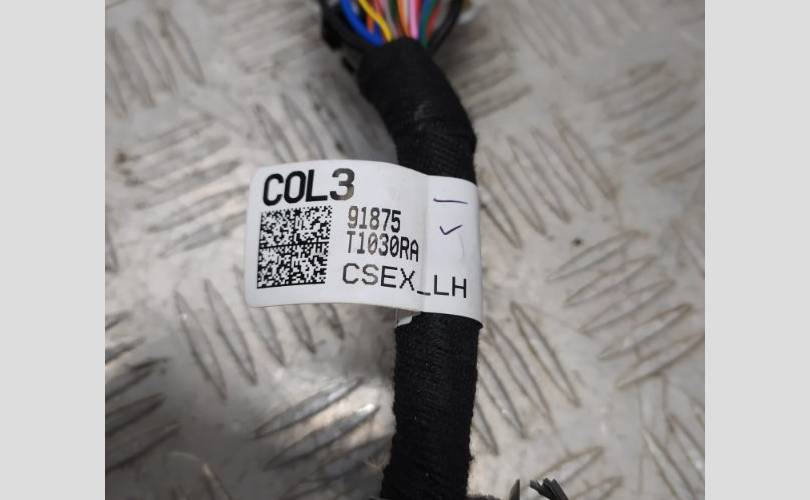 COL3
91875
T1030RA
CSEX_LH